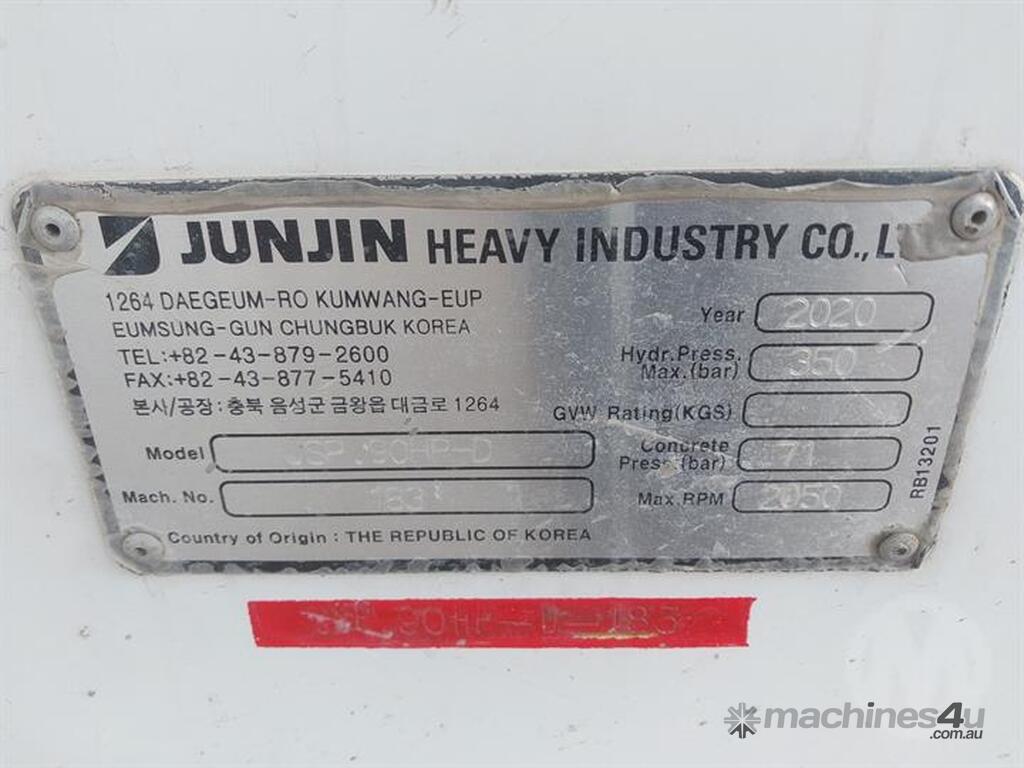 JUNJIN HEAVY INDUSTRY CO.,
1264 DAEGEUM-RO KUMWANG-EUP
EUMSUNG-GUN CHUNGBUK KOREA
TEL:+82-43-879-2600
FAX:+82-43-877-5410
본사/공장 : 충북 음성군 금왕읍 대금로 1264
Model
Mach. No. 183
Country of Origin : THE REPUBLIC OF KOREA
Year 2020
Hydr.Press. Max.(bar) 350
GVW Rating(KGS)
Concrete Press.(bar) 71
Max.RPM 2050
RB13201
machines4u
.com.au